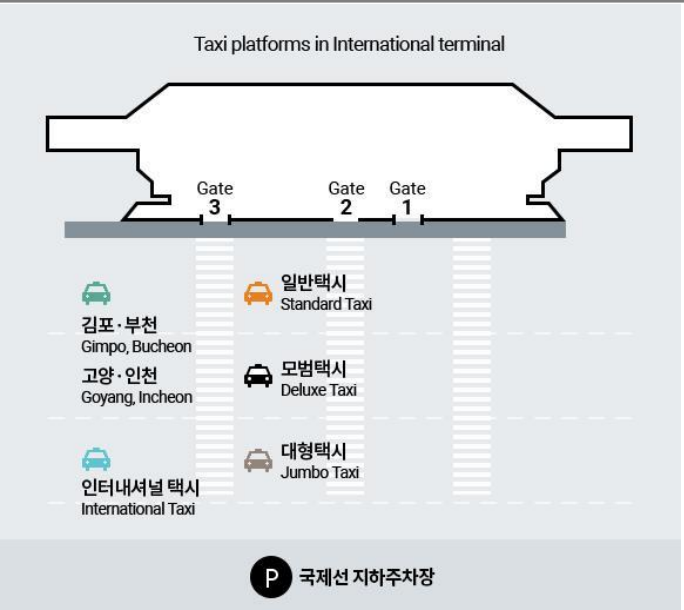 Taxi platforms in International terminal
Gate
3
Gate
2
Gate
1
김포·부천
Gimpo, Bucheon
고양·인천
Goyang, Incheon
인터내셔널 택시
International Taxi
일반택시
Standard Taxi
모범택시
Deluxe Taxi
대형택시
Jumbo Taxi
P 국제선 지하주차장